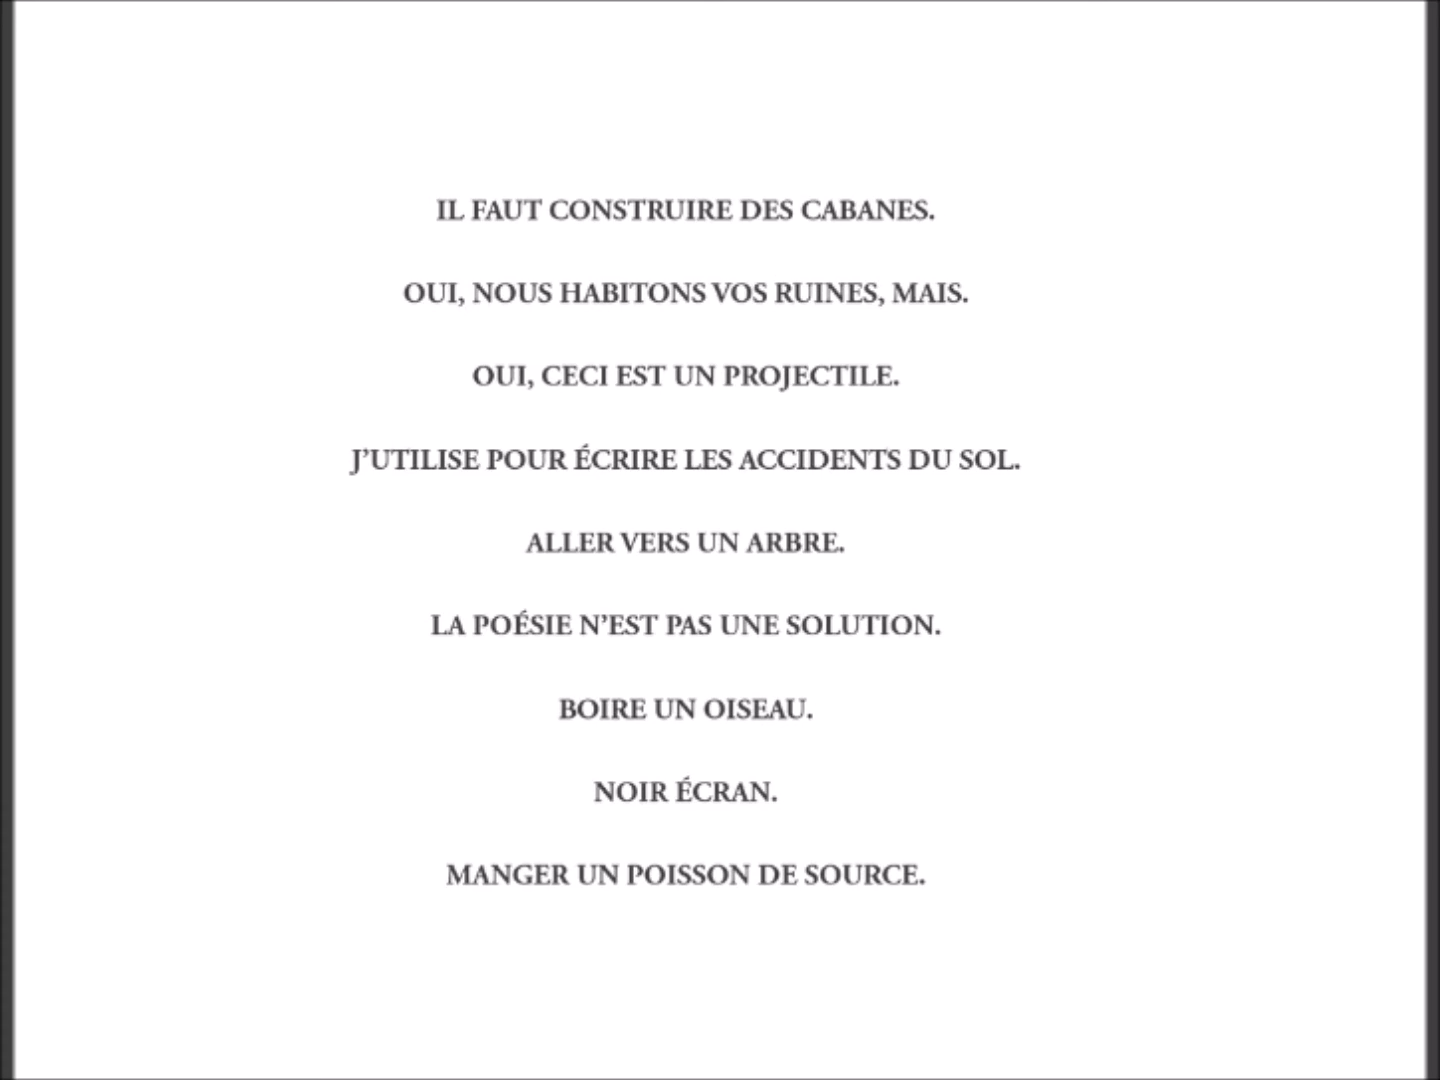 IL FAUT CONSTRUIRE DES CABANES.
OUI, NOUS HABITONS VOS RUINES, MAIS.
OUI, CECI EST UN PROJECTILE.
J’UTILISE POUR ÉCRIRE LES ACCIDENTS DU SOL.
ALLER VERS UN ARBRE.
LA POÉSIE N’EST PAS UNE SOLUTION.
BOIRE UN OISEAU.
NOIR ÉCRAN.
MANGER UN POISSON DE SOURCE.